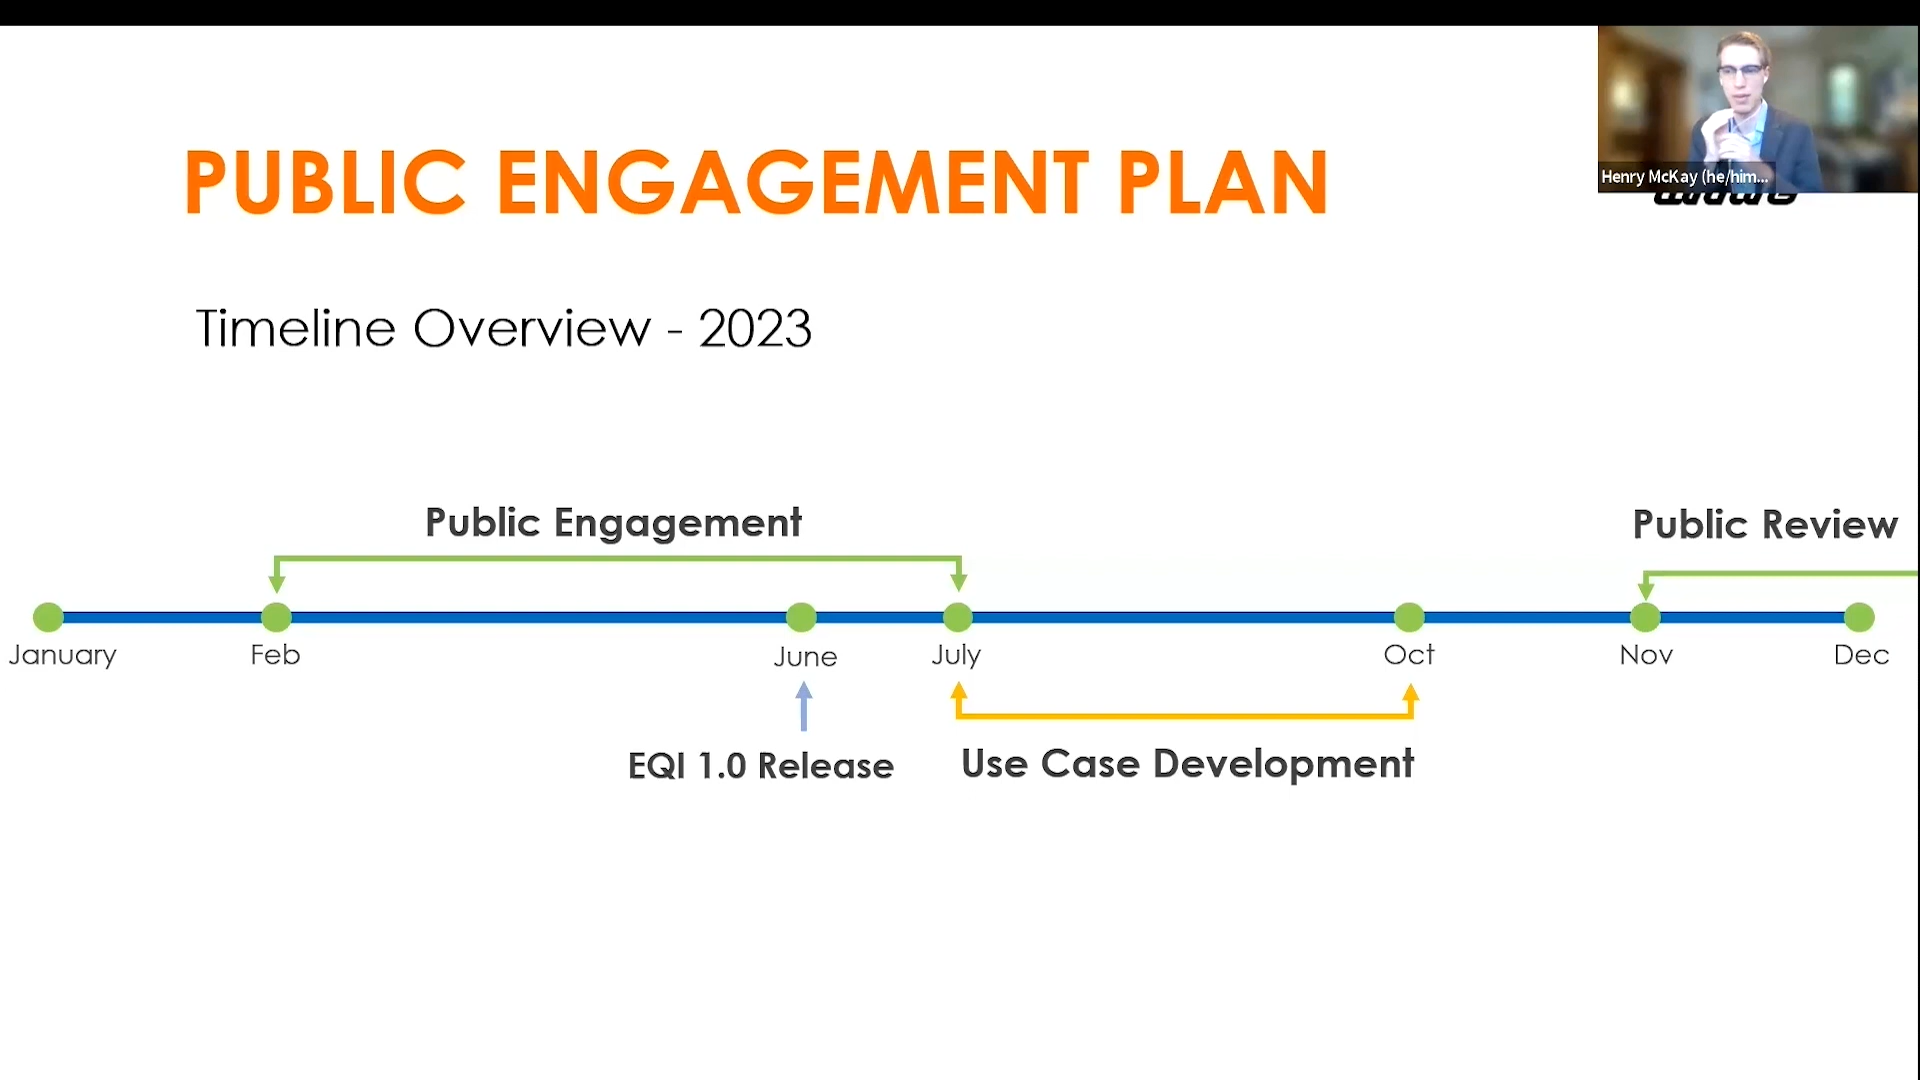 PUBLIC ENGAGEMENT PLAN
Henry McKay (he/him...
Timeline Overview - 2023
Public Engagement
Public Review
January
Feb
June
July
Oct
Nov
Dec
EQI 1.0 Release
Use Case Development